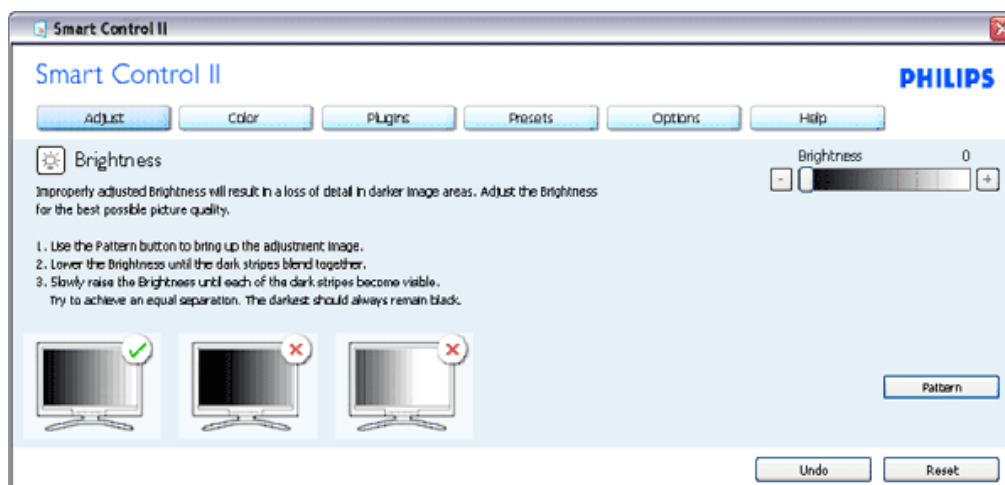 Smart Control II
Smart Control II
PHILIPS
Adjust Color Plugins Presets Options Help
Brightness
Brightness 0
Improperly adjusted Brightness will result in a loss of detail in darker image areas. Adjust the Brightness
for the best possible picture quality.
1. Use the Pattern button to bring up the adjustment image.
2. Lower the Brightness until the dark stripes blend together.
3. Slowly raise the Brightness until each of the dark stripes become visible.
Try to achieve an equal separation. The darkest should always remain black.
Pattern
Undo Reset